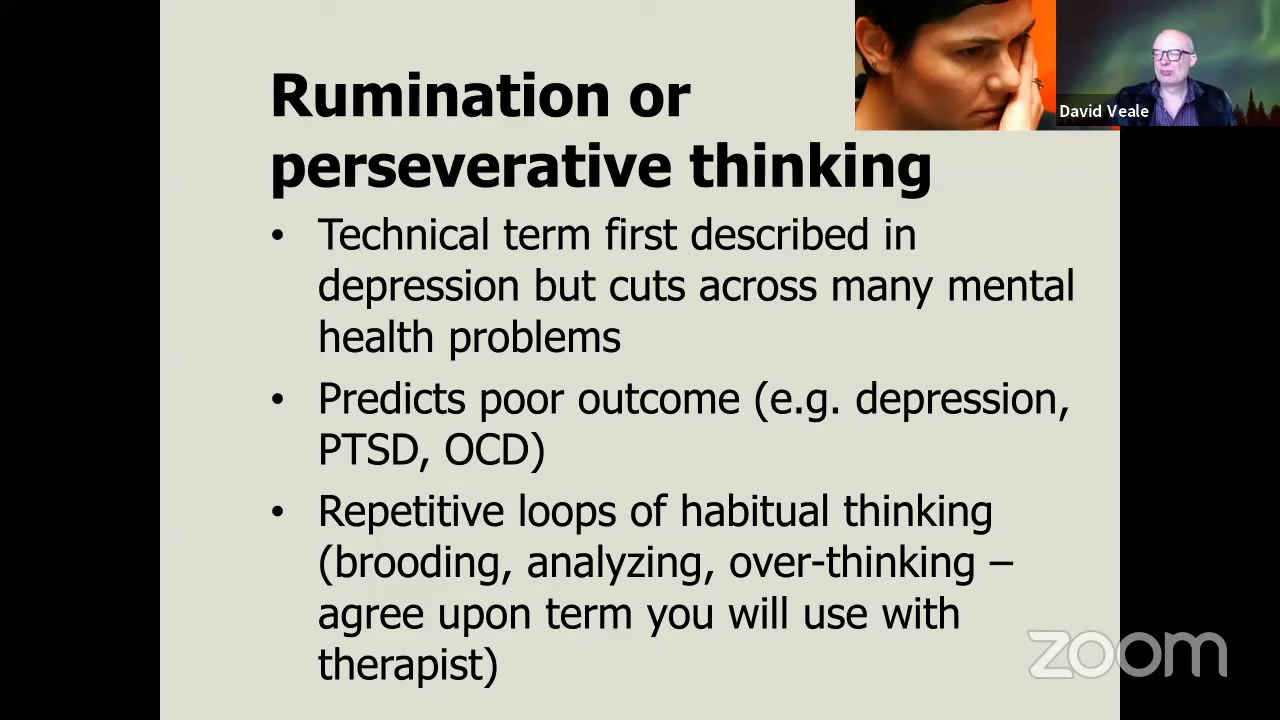 Rumination or
perseverative thinking
• Technical term first described in
depression but cuts across many mental
health problems
• Predicts poor outcome (e.g. depression,
PTSD, OCD)
• Repetitive loops of habitual thinking
(brooding, analyzing, over-thinking –
agree upon term you will use with
therapist)
David Veale
zoom